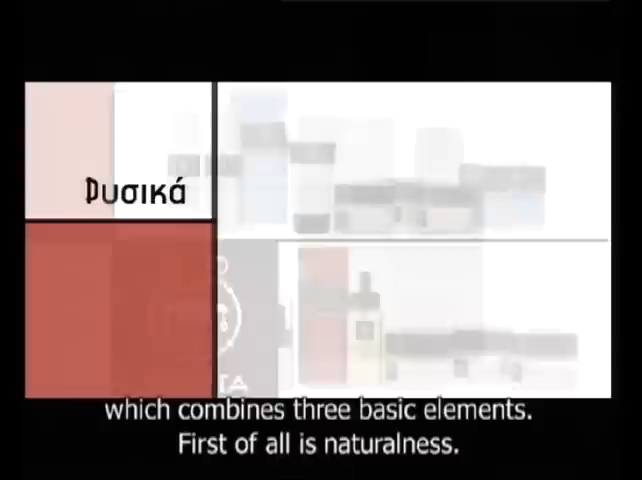 Φυσικά
which combines three basic elements.
First of all is naturalness.